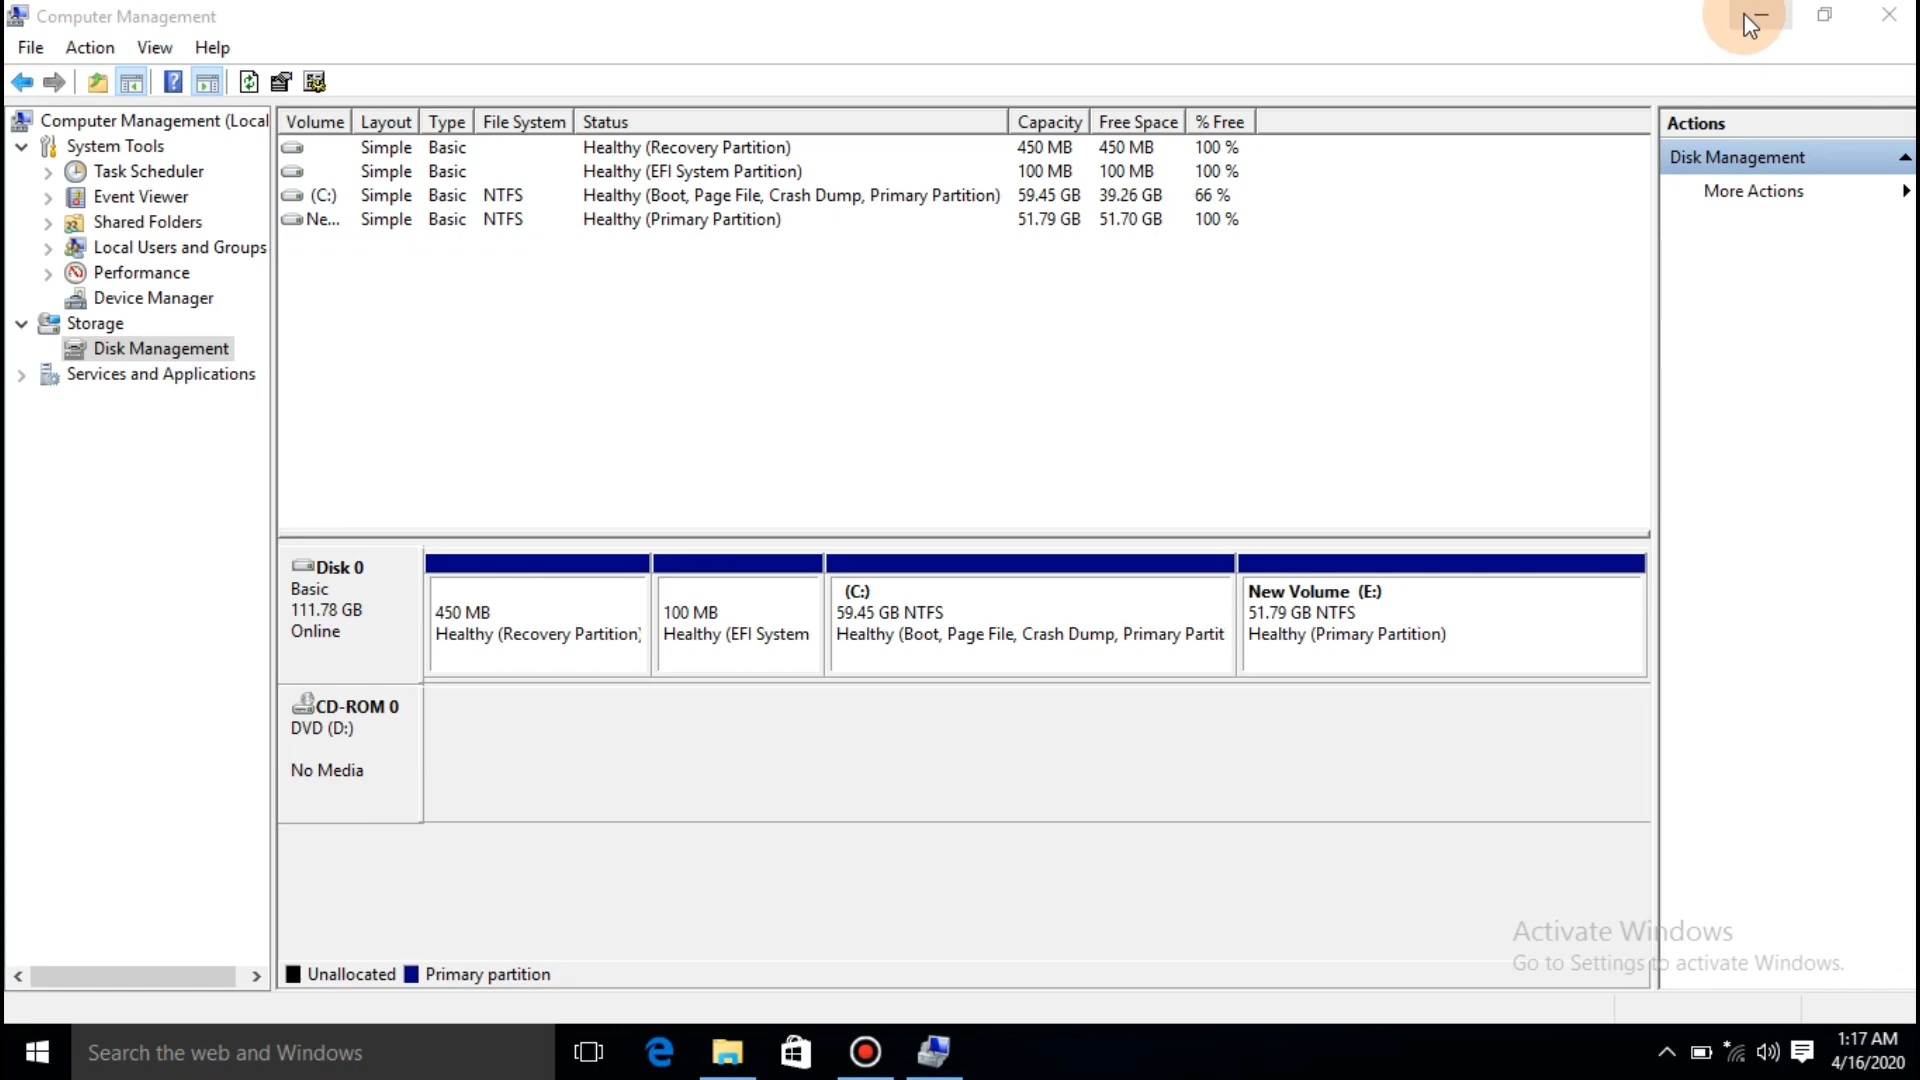 Computer Management
File Action View Help
Computer Management (Local
System Tools
Task Scheduler
Event Viewer
Shared Folders
Local Users and Groups
Performance
Device Manager
Storage
Disk Management
Services and Applications
Volume Layout Type File System Status Capacity Free Space % Free
Simple Basic Healthy (Recovery Partition) 450 MB 450 MB 100 %
Simple Basic Healthy (EFI System Partition) 100 MB 100 MB 100 %
(C:) Simple Basic NTFS Healthy (Boot, Page File, Crash Dump, Primary Partition) 59.45 GB 39.26 GB 66 %
Ne... Simple Basic NTFS Healthy (Primary Partition) 51.79 GB 51.70 GB 100 %
Actions
Disk Management
More Actions
Disk 0
Basic
111.78 GB
Online
450 MB
Healthy (Recovery Partition)
100 MB
Healthy (EFI System
(C:)
59.45 GB NTFS
Healthy (Boot, Page File, Crash Dump, Primary Partit
New Volume (E:)
51.79 GB NTFS
Healthy (Primary Partition)
CD-ROM 0
DVD (D:)
No Media
Unallocated Primary partition
Activate Windows
Go to Settings to activate Windows.
Search the web and Windows
1:17 AM
4/16/2020